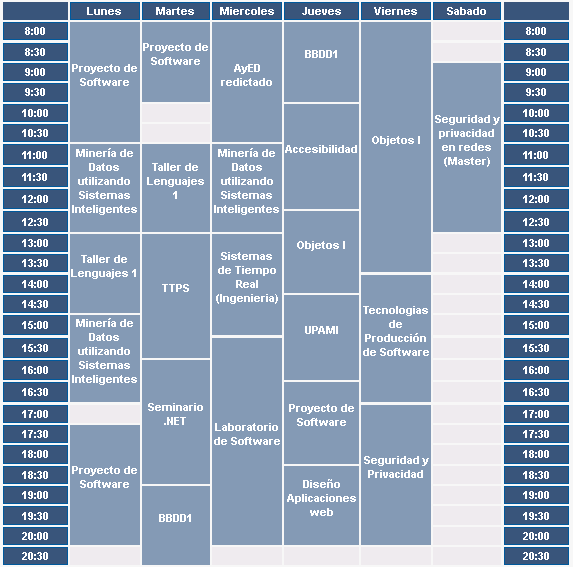 Lunes Martes Miercoles Jueves Viernes Sabado
8:00
8:30
9:00
9:30
10:00
10:30
11:00
11:30
12:00
12:30
13:00
13:30
14:00
14:30
15:00
15:30
16:00
16:30
17:00
17:30
18:00
18:30
19:00
19:30
20:00
20:30
Proyecto de
Software
Minería de
Datos
utilizando
Sistemas
Inteligentes
Taller de
Lenguajes 1
Minería de
Datos
utilizando
Sistemas
Inteligentes
Proyecto de
Software
Proyecto de
Software
Taller de
Lenguajes
1
TTPS
Seminario
.NET
BBDD1
AyED
redictado
Minería de
Datos
utilizando
Sistemas
Inteligentes
Sistemas
de Tiempo
Real
(Ingenieria)
Laboratorio
de Software
BBDD1
Accesibilidad
Objetos I
UPAMI
Proyecto de
Software
Diseño
Aplicaciones
web
Objetos I
Tecnologias
de
Producción
de Software
Seguridad y
Privacidad
Seguridad y
privacidad
en redes
(Master)
8:00
8:30
9:00
9:30
10:00
10:30
11:00
11:30
12:00
12:30
13:00
13:30
14:00
14:30
15:00
15:30
16:00
16:30
17:00
17:30
18:00
18:30
19:00
19:30
20:00
20:30